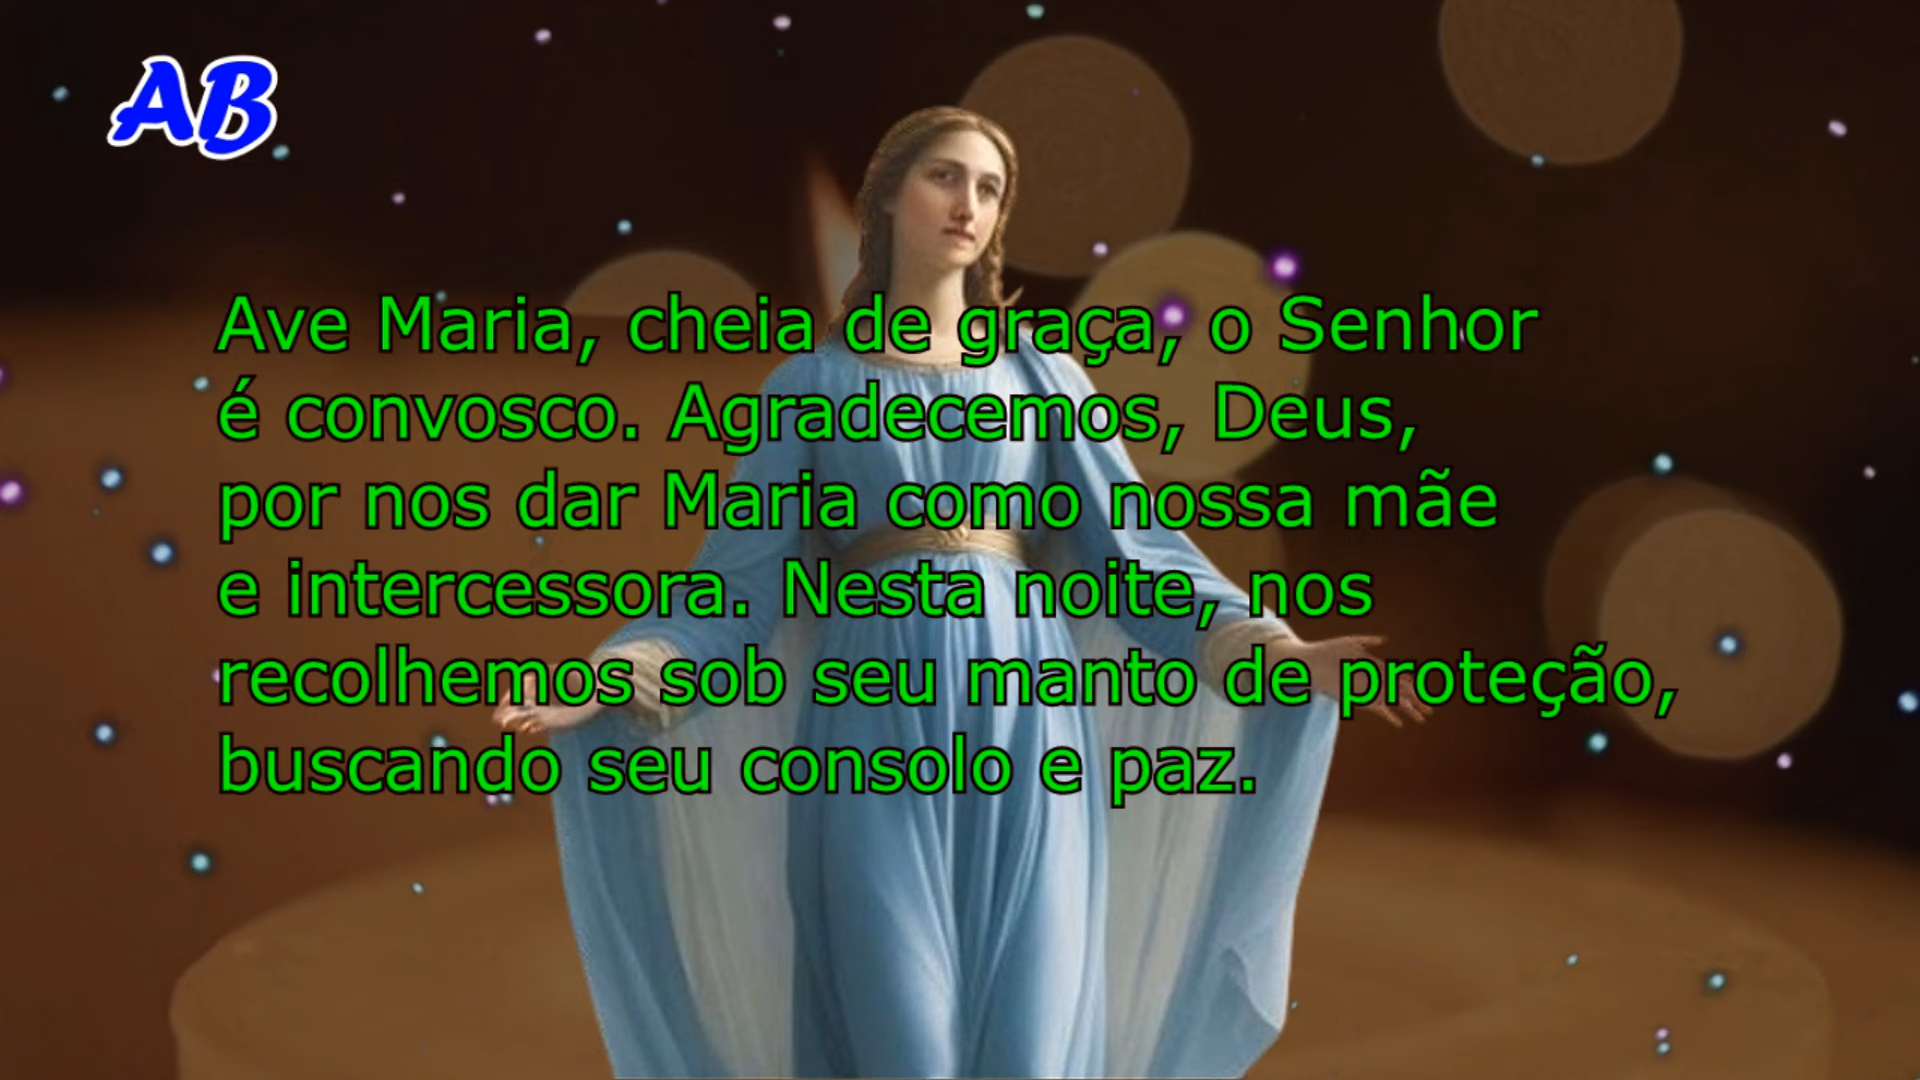 AB
Ave Maria, cheia de graça, o Senhor
é convosco. Agradecemos, Deus,
por nos dar Maria como nossa mãe
e intercessora. Nesta noite, nos
recolhemos sob seu manto de proteção,
buscando seu consolo e paz.